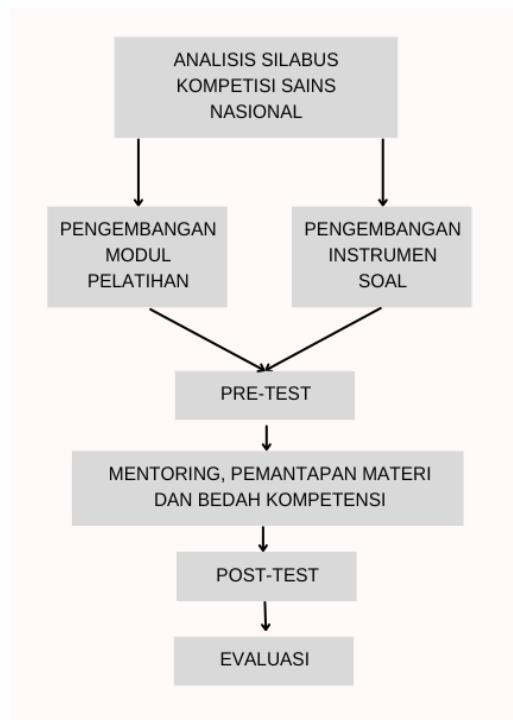 ANALISIS SILABUS
KOMPETISI SAINS
NASIONAL
PENGEMBANGAN
MODUL
PELATIHAN
PENGEMBANGAN
INSTRUMEN
SOAL
PRE-TEST
MENTORING, PEMANTAPAN MATERI
DAN BEDAH KOMPETENSI
POST-TEST
EVALUASI